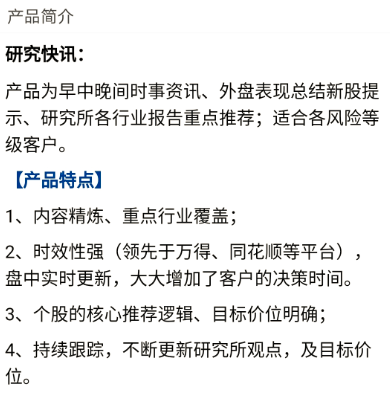 产品简介
研究快讯：
产品为早中晚间时事资讯、外盘表现总结新股提
示、研究所各行业报告重点推荐；适合各风险等
级客户。
【产品特点】
1、内容精炼、重点行业覆盖；
2、时效性强（领先于万得、同花顺等平台），
盘中实时更新，大大增加了客户的决策时间。
3、个股的核心推荐逻辑、目标价位明确；
4、持续跟踪，不断更新研究所观点，及目标价
位。